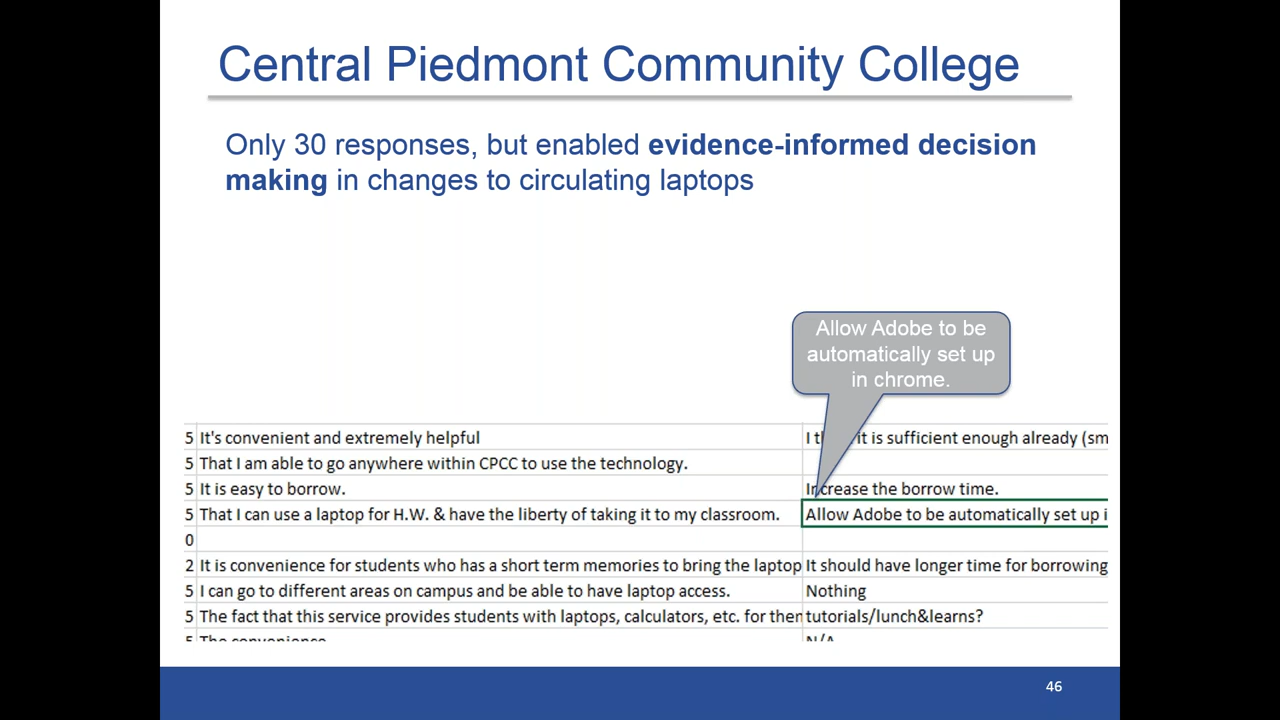 Central Piedmont Community College
Only 30 responses, but enabled evidence-informed decision
making in changes to circulating laptops
Allow Adobe to be
automatically set up
in chrome.
5 It's convenient and extremely helpful I it is sufficient enough already (sm
5 That I am able to go anywhere within CPCC to use the technology.
5 It is easy to borrow. Increase the borrow time.
5 That I can use a laptop for H.W. & have the liberty of taking it to my classroom. Allow Adobe to be automatically set up i
0
2 It is convenience for students who has a short term memories to bring the laptop It should have longer time for borrowing
5 I can go to different areas on campus and be able to have laptop access. Nothing
5 The fact that this service provides students with laptops, calculators, etc. for then tutorials/lunch&learns?
5 The convenience N/A
46